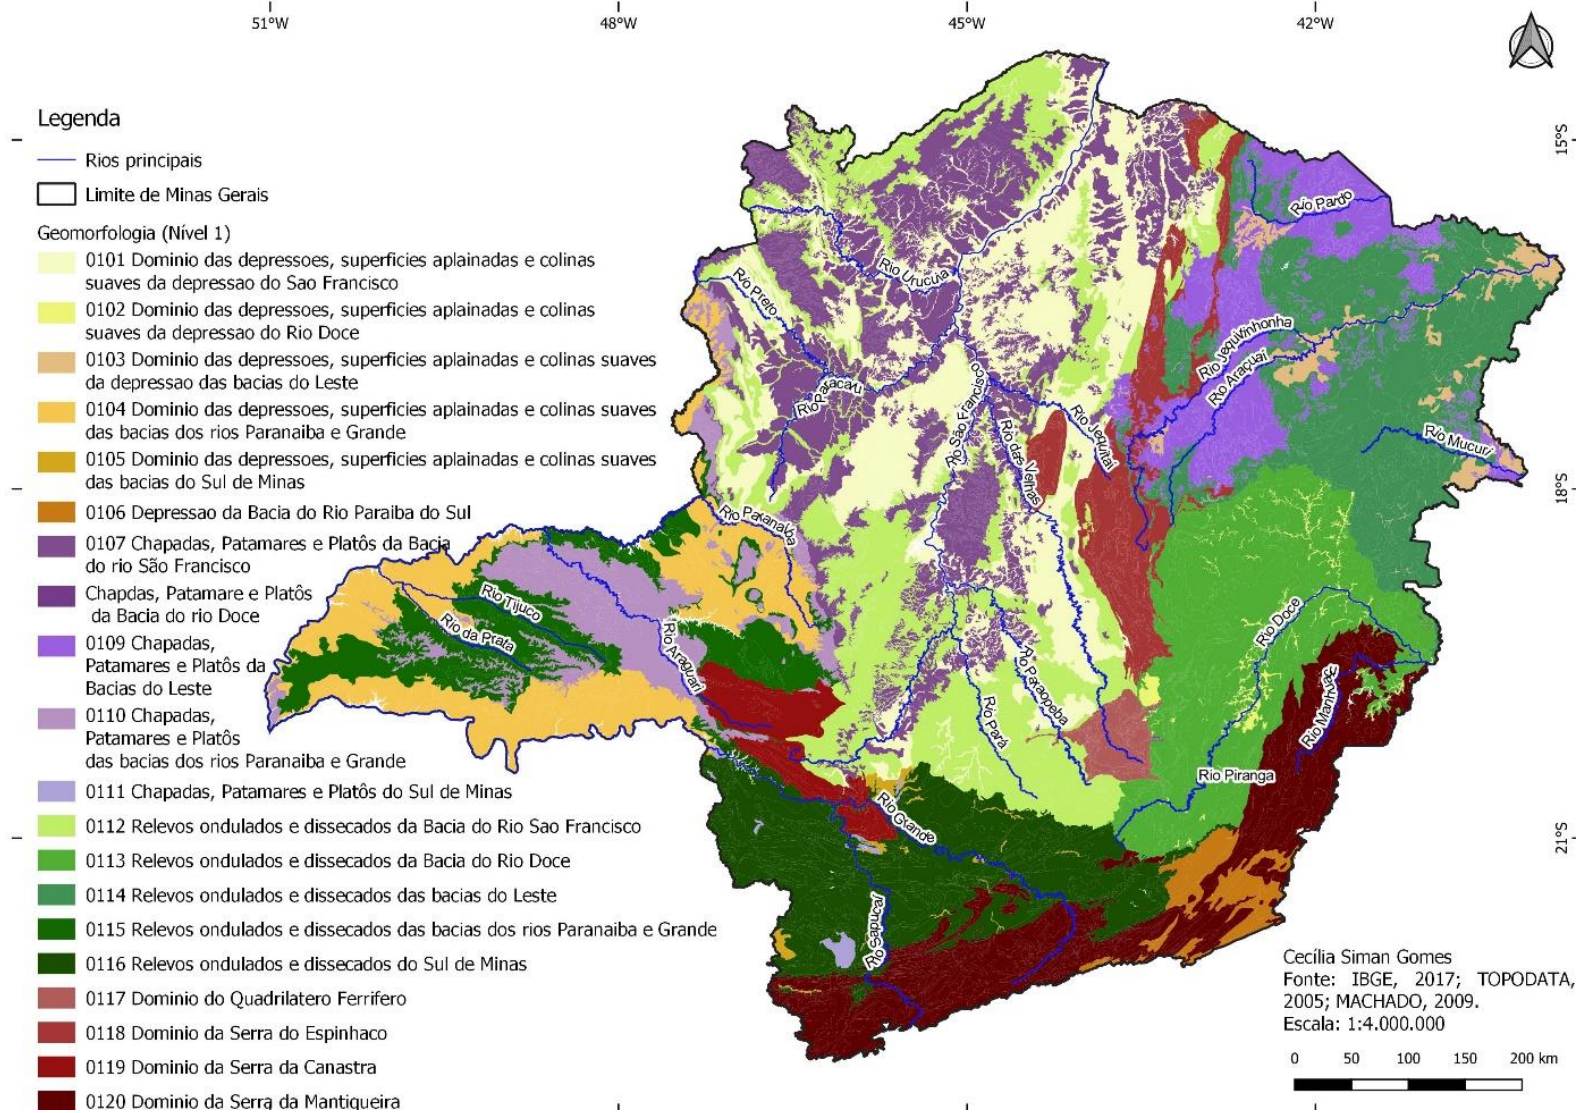 51°W
48°W
45°W
42°W
Legenda
Rios principais
Limite de Minas Gerais
Geomorfologia (Nível 1)
0101 Dominio das depressoes, superficies aplainadas e colinas
suaves da depressao do Sao Francisco
0102 Dominio das depressoes, superficies aplainadas e colinas
suaves da depressao do Rio Doce
0103 Dominio das depressoes, superficies aplainadas e colinas suaves
da depressao das bacias do Leste
0104 Dominio das depressoes, superficies aplainadas e colinas suaves
das bacias dos rios Paranaiba e Grande
0105 Dominio das depressoes, superficies aplainadas e colinas suaves
das bacias do Sul de Minas
0106 Depressao da Bacia do Rio Paraiba do Sul
0107 Chapadas, Patamares e Platôs da Bacia
do rio São Francisco
Chapdas, Patamare e Platôs
da Bacia do rio Doce
0109 Chapadas,
Patamares e Platôs da
Bacias do Leste
0110 Chapadas,
Patamares e Platôs
das bacias dos rios Paranaiba e Grande
0111 Chapadas, Patamares e Platôs do Sul de Minas
0112 Relevos ondulados e dissecados da Bacia do Rio Sao Francisco
0113 Relevos ondulados e dissecados da Bacia do Rio Doce
0114 Relevos ondulados e dissecados das bacias do Leste
0115 Relevos ondulados e dissecados das bacias dos rios Paranaiba e Grande
0116 Relevos ondulados e dissecados do Sul de Minas
0117 Dominio do Quadrilatero Ferrifero
0118 Dominio da Serra do Espinhaco
0119 Dominio da Serra da Canastra
0120 Dominio da Serra da Mantiqueira
15°S
18°S
21°S
Rio Pardo
Rio Urucuia
Rio Preto
Rio Jequitinhonha
Rio Araçuaí
Rio Paracatu
Rio São Francisco
Rio das Velhas
Rio Jequitaí
Rio Mucuri
Rio Paranaíba
Rio Tijuco
Rio da Prata
Rio Araguari
Rio Doce
Rio Paraopeba
Rio Pará
Rio Manhuaçs
Rio Piranga
Rio Grande
Rio Sapucaí
Cecília Siman Gomes
Fonte: IBGE, 2017; TOPODATA,
2005; MACHADO, 2009.
Escala: 1:4.000.000
0 50 100 150 200 km